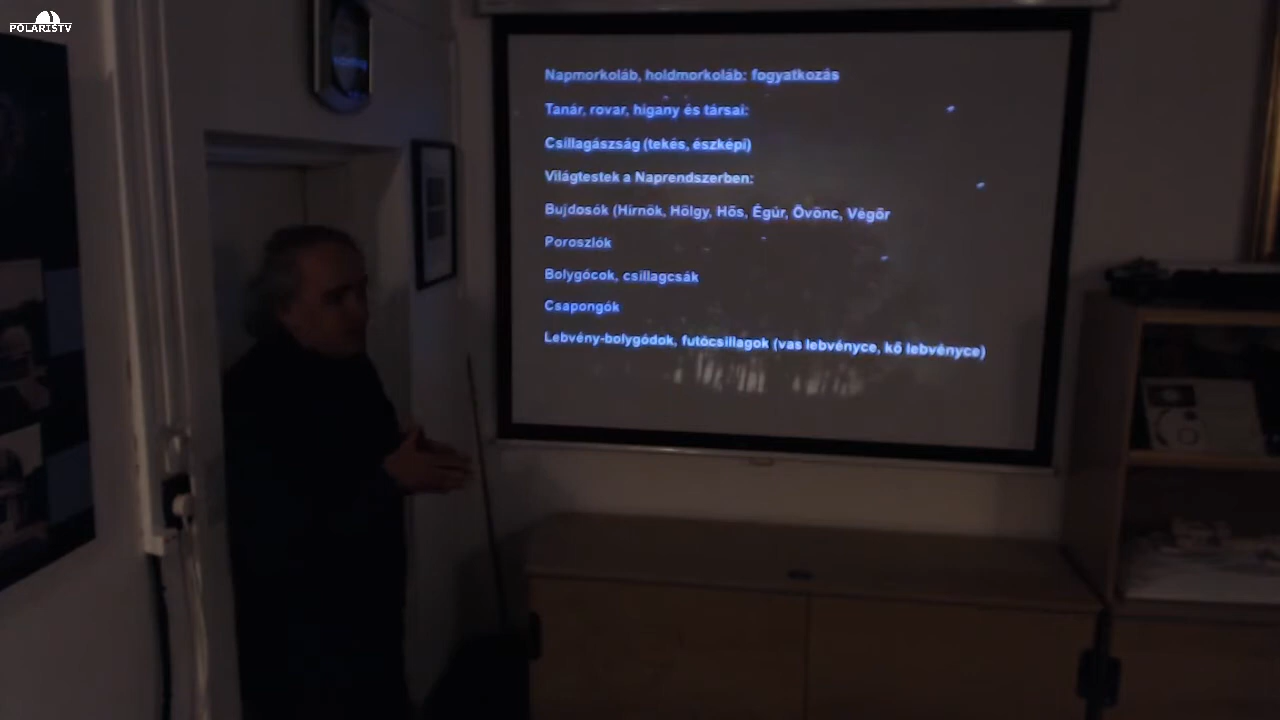 POLARISTV
Napmorkoláb, holdmorkoláb: fogyatkozás
Tanár, rovar, higany és társai:
Csillagászság (tekés, észképi)
Világtestek a Naprendszerben:
Bujdosók (Hírnök, Hölgy, Hős, Égúr, Övönc, Végőr
Poroszlók
Bolygócok, csillagcsák
Csapongók
Lebvény-bolygódok, futócsillagok (vas lebvényce, kő lebvényce)